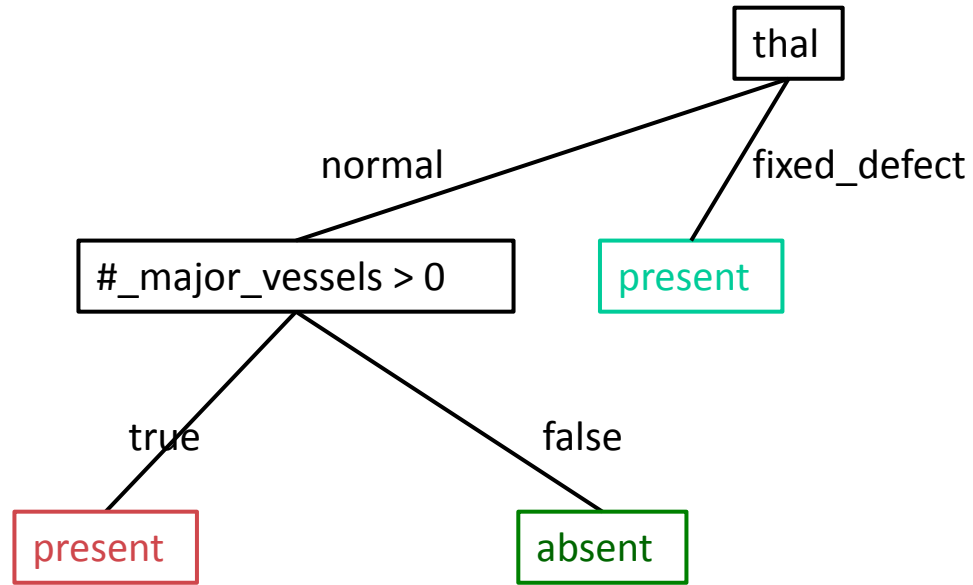 thal
normal
fixed_defect
#_major_vessels > 0
present
true
false
present
absent